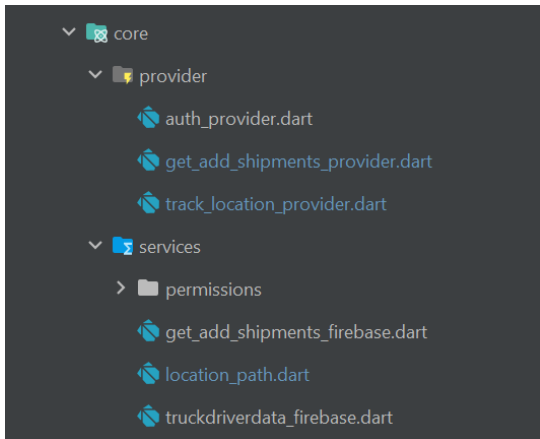 core
provider
auth_provider.dart
get_add_shipments_provider.dart
track_location_provider.dart
services
permissions
get_add_shipments_firebase.dart
location_path.dart
truckdriverdata_firebase.dart